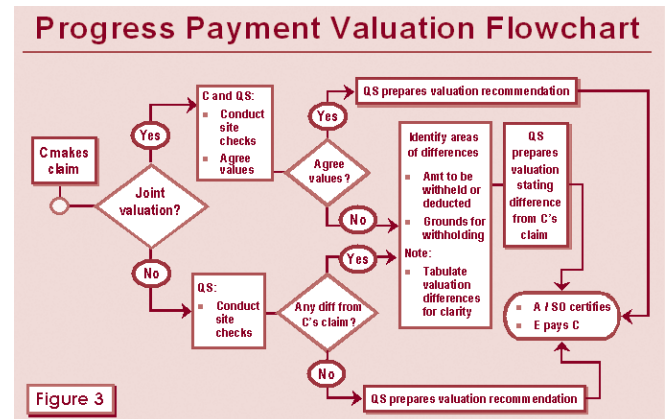 Progress Payment Valuation Flowchart
C makes
claim
Joint
valuation?
Yes
No
C and QS:
Conduct
site
checks
Agree
values
Agree
values?
Yes
No
QS prepares valuation recommendation
Identify areas
of differences
Amt to be
withheld or
deducted
Grounds for
withholding
Note:
Tabulate
valuation
differences
for clarity
QS
prepares
valuation
stating
difference
from C's
claim
QS:
Conduct
site
checks
Any diff from
C's claim?
Yes
No
QS prepares valuation recommendation
A / SO certifies
E pays C
Figure 3